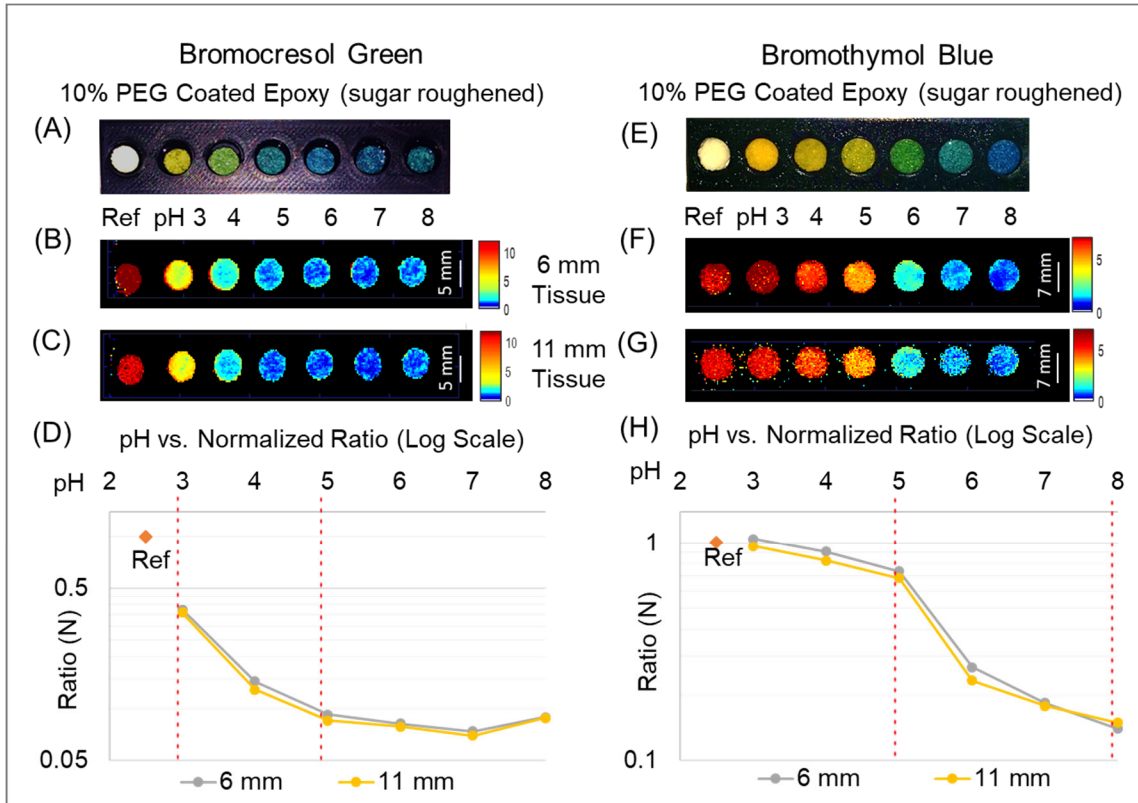 Bromocresol Green
10% PEG Coated Epoxy (sugar roughened)
(A)
Ref pH 3 4 5 6 7 8
(B)
10
5
0
5 mm
6 mm
Tissue
(C)
10
5
0
5 mm
11 mm
Tissue
(D)
pH vs. Normalized Ratio (Log Scale)
pH
2 3 4 5 6 7 8
Ref
0.5
Ratio (N)
0.05
6 mm 11 mm
Bromothymol Blue
10% PEG Coated Epoxy (sugar roughened)
(E)
Ref pH 3 4 5 6 7 8
(F)
5
0
7 mm
(G)
5
0
7 mm
(H)
pH vs. Normalized Ratio (Log Scale)
pH
2 3 4 5 6 7 8
1
Ref
Ratio (N)
0.1
6 mm 11 mm